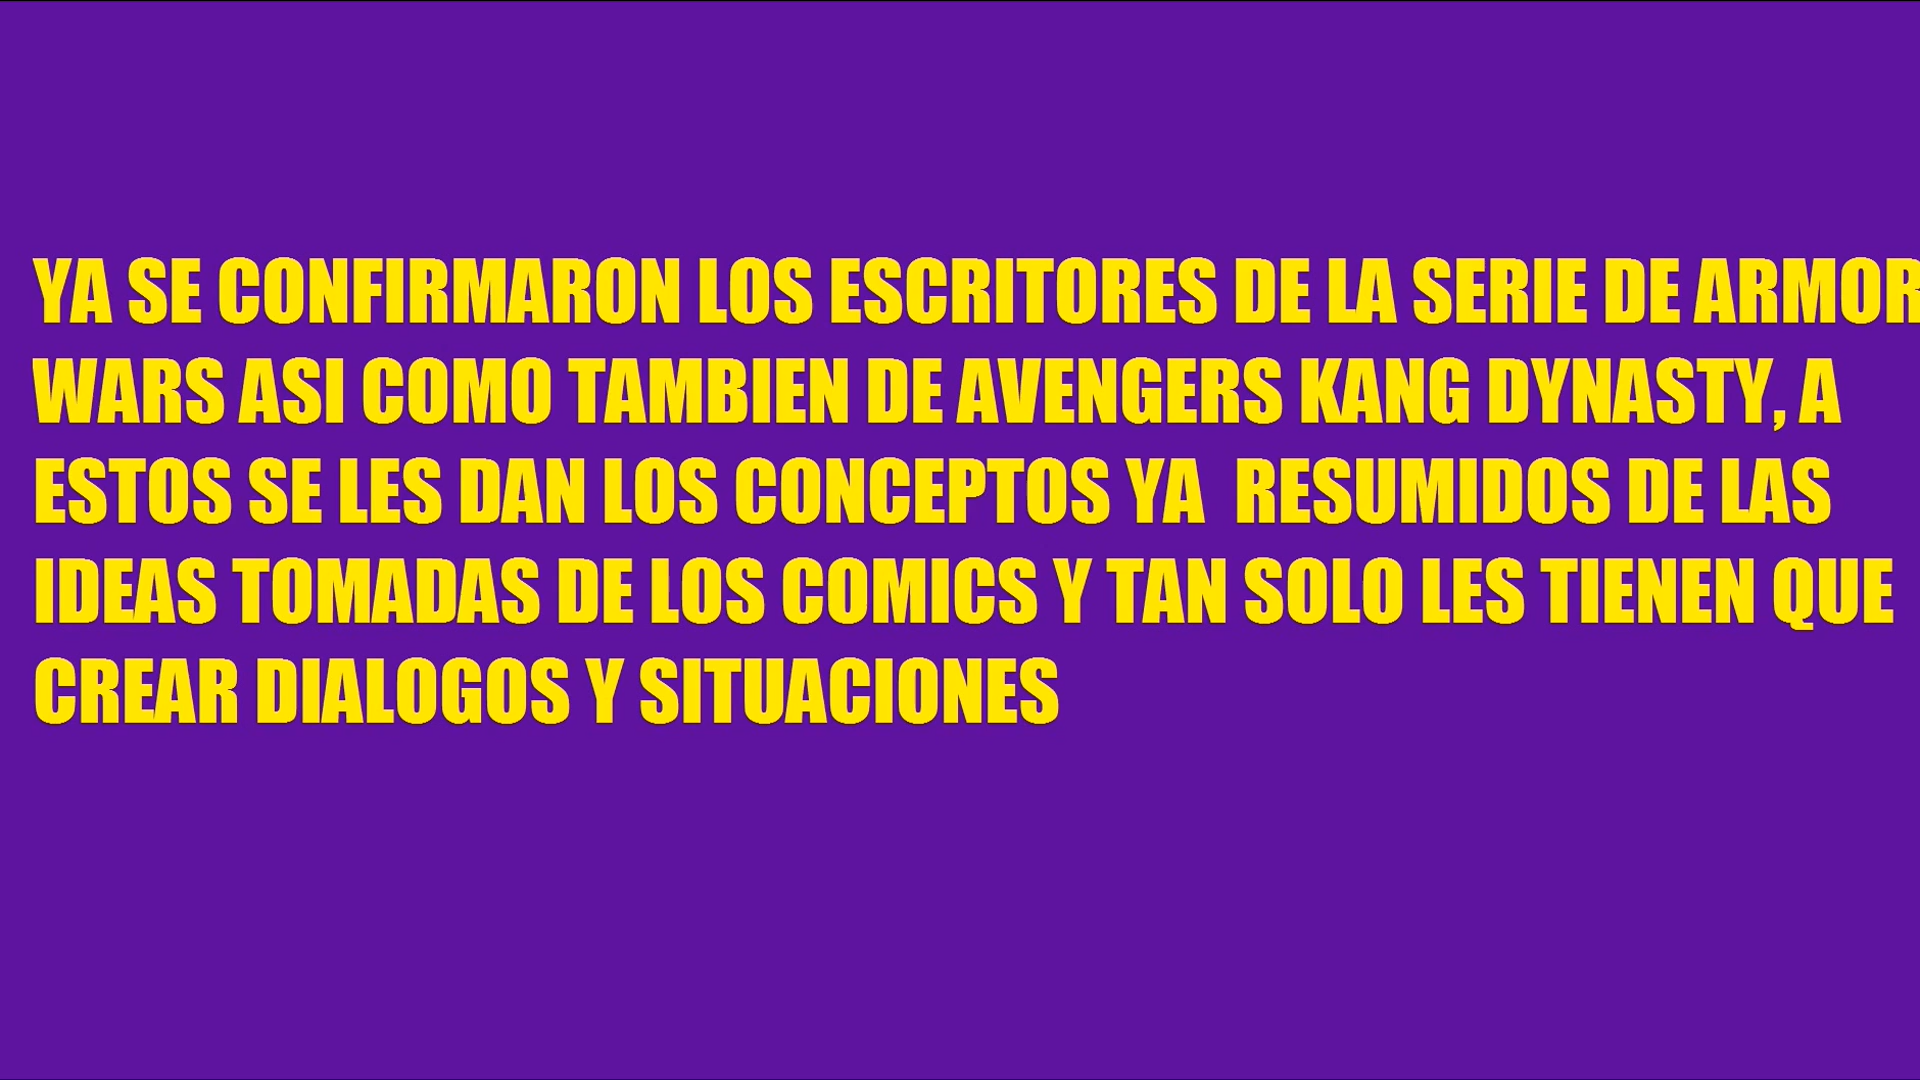 YA SE CONFIRMARON LOS ESCRITORES DE LA SERIE DE ARMOR
WARS ASI COMO TAMBIEN DE AVENGERS KANG DYNASTY, A
ESTOS SE LES DAN LOS CONCEPTOS YA  RESUMIDOS DE LAS
IDEAS TOMADAS DE LOS COMICS Y TAN SOLO LES TIENEN QUE
CREAR DIALOGOS Y SITUACIONES